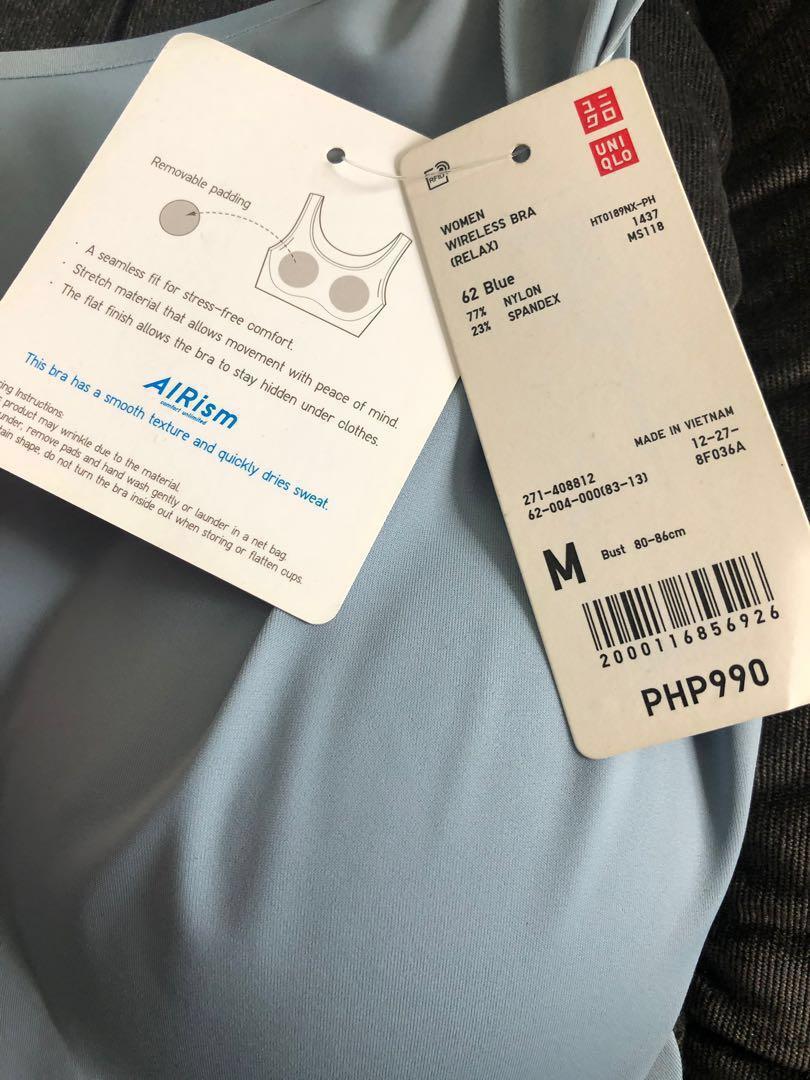 Removable padding
· A seamless fit for stress-free comfort.
· Stretch material that allows movement with peace of mind.
· The flat finish allows the bra to stay hidden under clothes.
AIRism
comfort unlimited
This bra has a smooth texture and quickly dries sweat.
Instructions:
product may wrinkle due to the material.
remove pads and hand wash gently or launder in a net bag.
shape, do not turn the bra inside out when storing or flatten cups.
RFID
ユニ
クロ
UNI
QLO
WOMEN
WIRELESS BRA
(RELAX)
HT0189NX-PH
1437
MS118
62 Blue
77% NYLON
23% SPANDEX
MADE IN VIETNAM
12-27-
8F036A
271-408812
62-004-000(83-13)
M Bust 80-86cm
2000116856926
PHP990